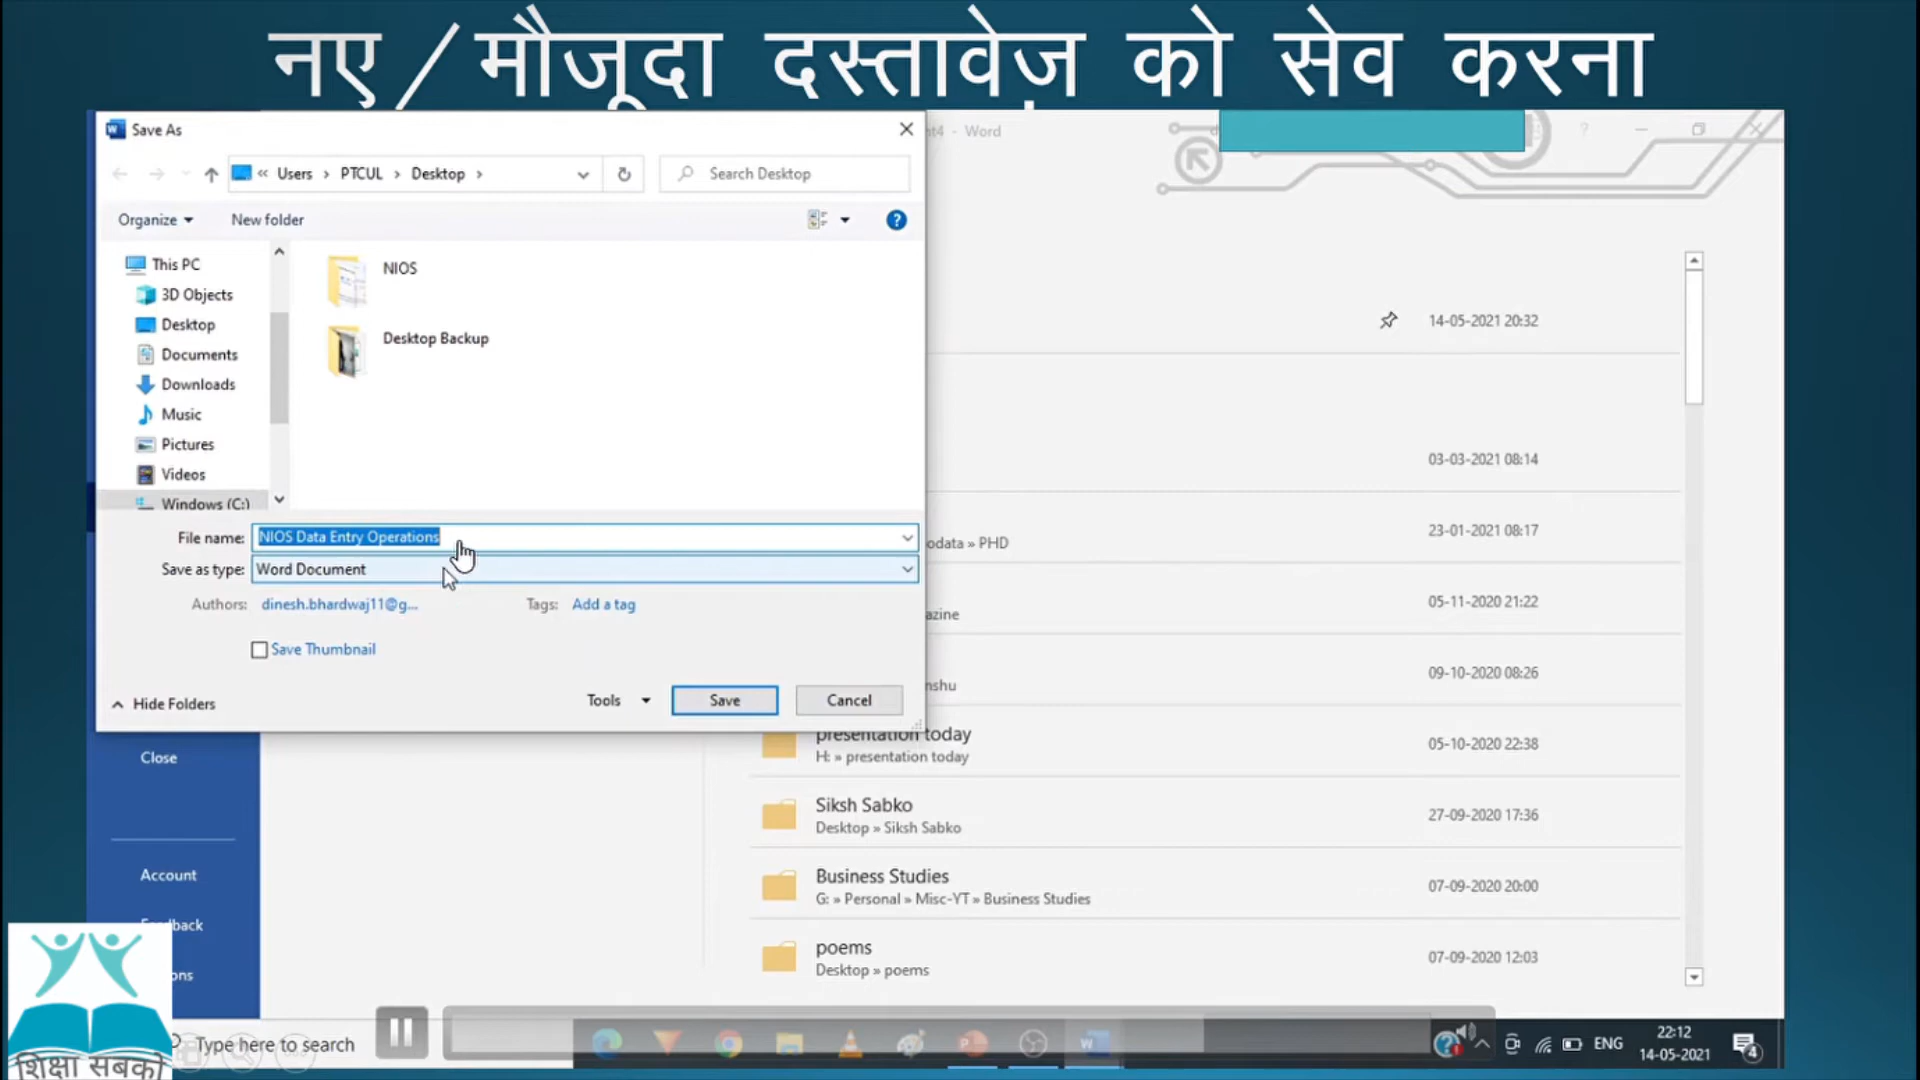 नए/मौजूदा दस्तावेज़ को सेव करना
Save As
nt4 - Word
Users › PTCUL › Desktop ›
Search Desktop
Organize
New folder
This PC
3D Objects
Desktop
Documents
Downloads
Music
Pictures
Videos
Windows (C:)
NIOS
Desktop Backup
File name: NIOS Data Entry Operations
Save as type: Word Document
Authors: dinesh.bhardwaj11@g...
Tags: Add a tag
Save Thumbnail
Hide Folders
Tools
Save
Cancel
14-05-2021 20:32
03-03-2021 08:14
odata » PHD
23-01-2021 08:17
azine
05-11-2020 21:22
nshu
09-10-2020 08:26
presentation today
H: » presentation today
05-10-2020 22:38
Siksh Sabko
Desktop » Siksh Sabko
27-09-2020 17:36
Business Studies
G: » Personal » Misc-YT » Business Studies
07-09-2020 20:00
poems
Desktop » poems
07-09-2020 12:03
Close
Account
back
ons
शिक्षा सबको
Type here to search
ENG
22:12
14-05-2021
4